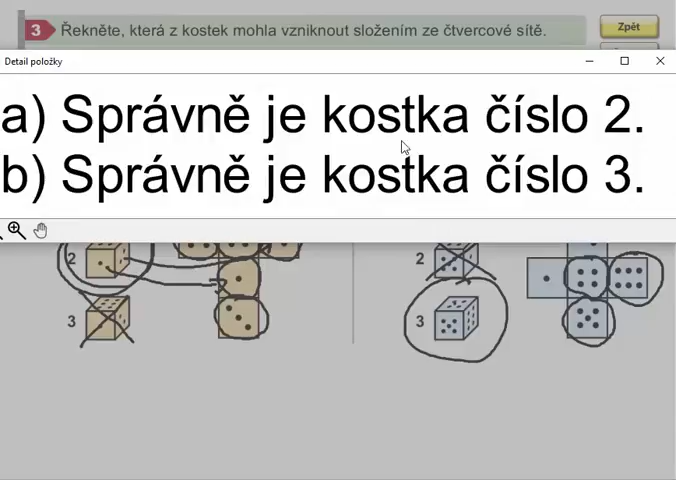 3 Řekněte, která z kostek mohla vzniknout složením ze čtvercové sítě.
Zpět
Detail položky
a) Správně je kostka číslo 2.
b) Správně je kostka číslo 3.
2
2
3
3